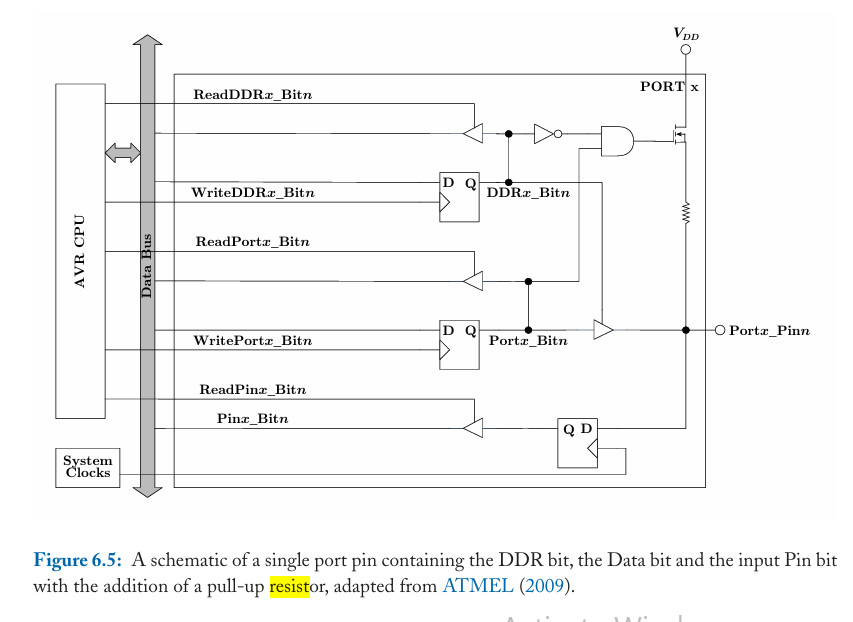 V_DD
PORT x
ReadDDRx_Bitn
D Q
DDRx_Bitn
WriteDDRx_Bitn
AVR CPU
Data Bus
ReadPortx_Bitn
D Q
Portx_Bitn
WritePortx_Bitn
Portx_Pinn
ReadPinx_Bitn
Pinx_Bitn
Q D
System
Clocks
Figure 6.5: A schematic of a single port pin containing the DDR bit, the Data bit and the input Pin bit
with the addition of a pull-up resistor, adapted from ATMEL (2009).